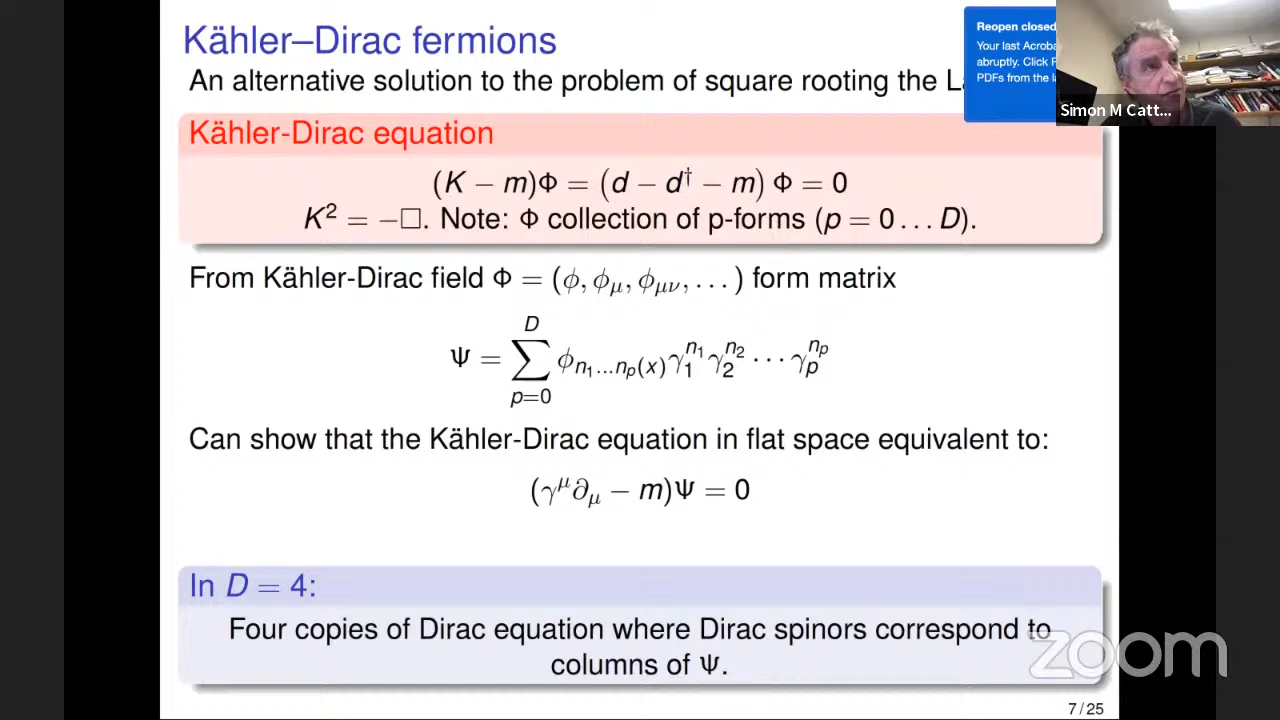 Kähler–Dirac fermions
An alternative solution to the problem of square rooting the
Kähler-Dirac equation
(K − m)Φ = (d − d† − m) Φ = 0
K² = −□. Note: Φ collection of p-forms (p = 0 . . . D).
From Kähler-Dirac field Φ = (ϕ, ϕ_μ, ϕ_μν, . . . ) form matrix
Ψ = ∑_{p=0}^{D} ϕ_{n₁...n_p(x)} γ₁^{n₁} γ₂^{n₂} ⋯ γ_p^{n_p}
Can show that the Kähler-Dirac equation in flat space equivalent to:
(γ^μ ∂_μ − m)Ψ = 0
In D = 4:
Four copies of Dirac equation where Dirac spinors correspond to
columns of Ψ.
7 / 25
Reopen closed
Your last
abruptly. Click
PDFs from the
Simon M Catt...
zoom